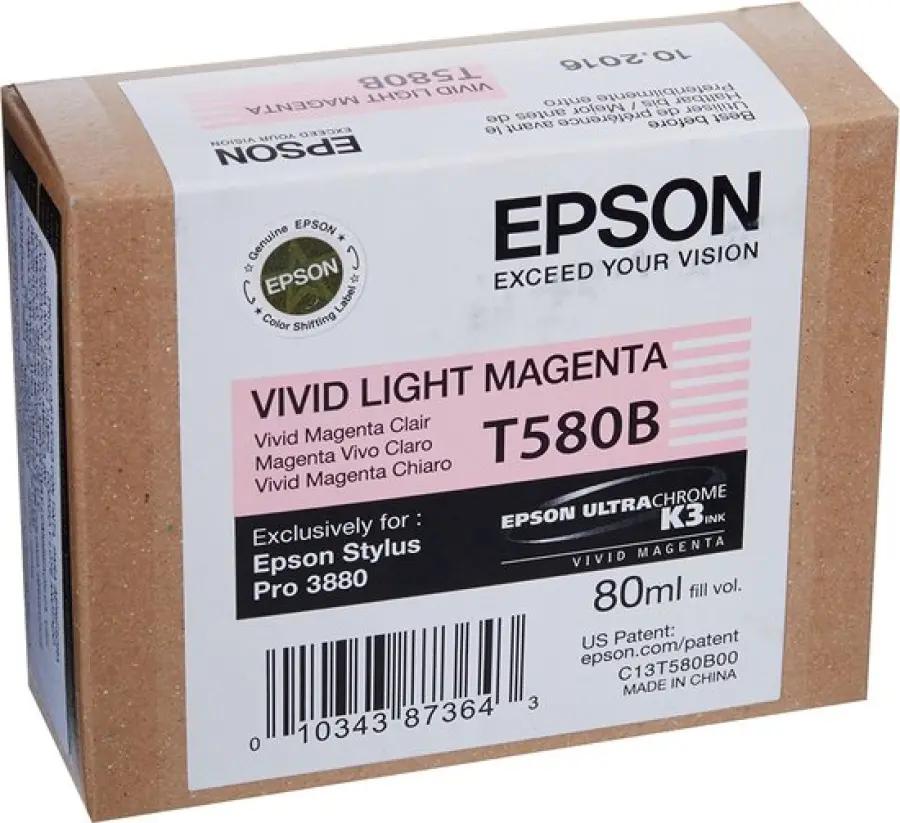 10.2016
Best before
Utiliser de préférence avant le
Haltbar bis / Mejor antes de
Preferibilmente entro
T580B
VIVID LIGHT MAGENTA
EPSON
EXCEED YOUR VISION
EPSON
EXCEED YOUR VISION
Genuine EPSON
EPSON
Color Shifting Label
VIVID LIGHT MAGENTA
Vivid Magenta Clair
Magenta Vivo Claro
Vivid Magenta Chiaro
T580B
Exclusively for :
Epson Stylus
Pro 3880
EPSON ULTRACHROME
K3 INK
VIVID MAGENTA
80ml fill vol.
US Patent:
epson.com/patent
C13T580B00
MADE IN CHINA
0 10343 87364 3